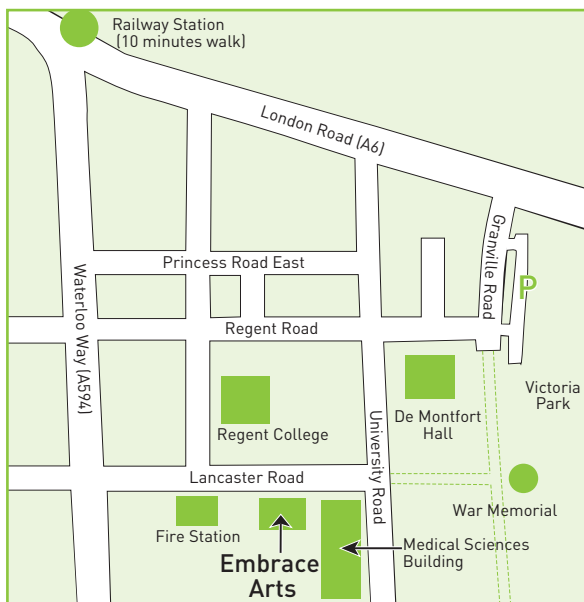 Railway Station
(10 minutes walk)
London Road (A6)
Granville Road
Princess Road East
P
Waterloo Way (A594)
Regent Road
Victoria
Park
De Montfort
Hall
Regent College
University Road
Lancaster Road
War Memorial
Fire Station
Medical Sciences
Building
Embrace
Arts